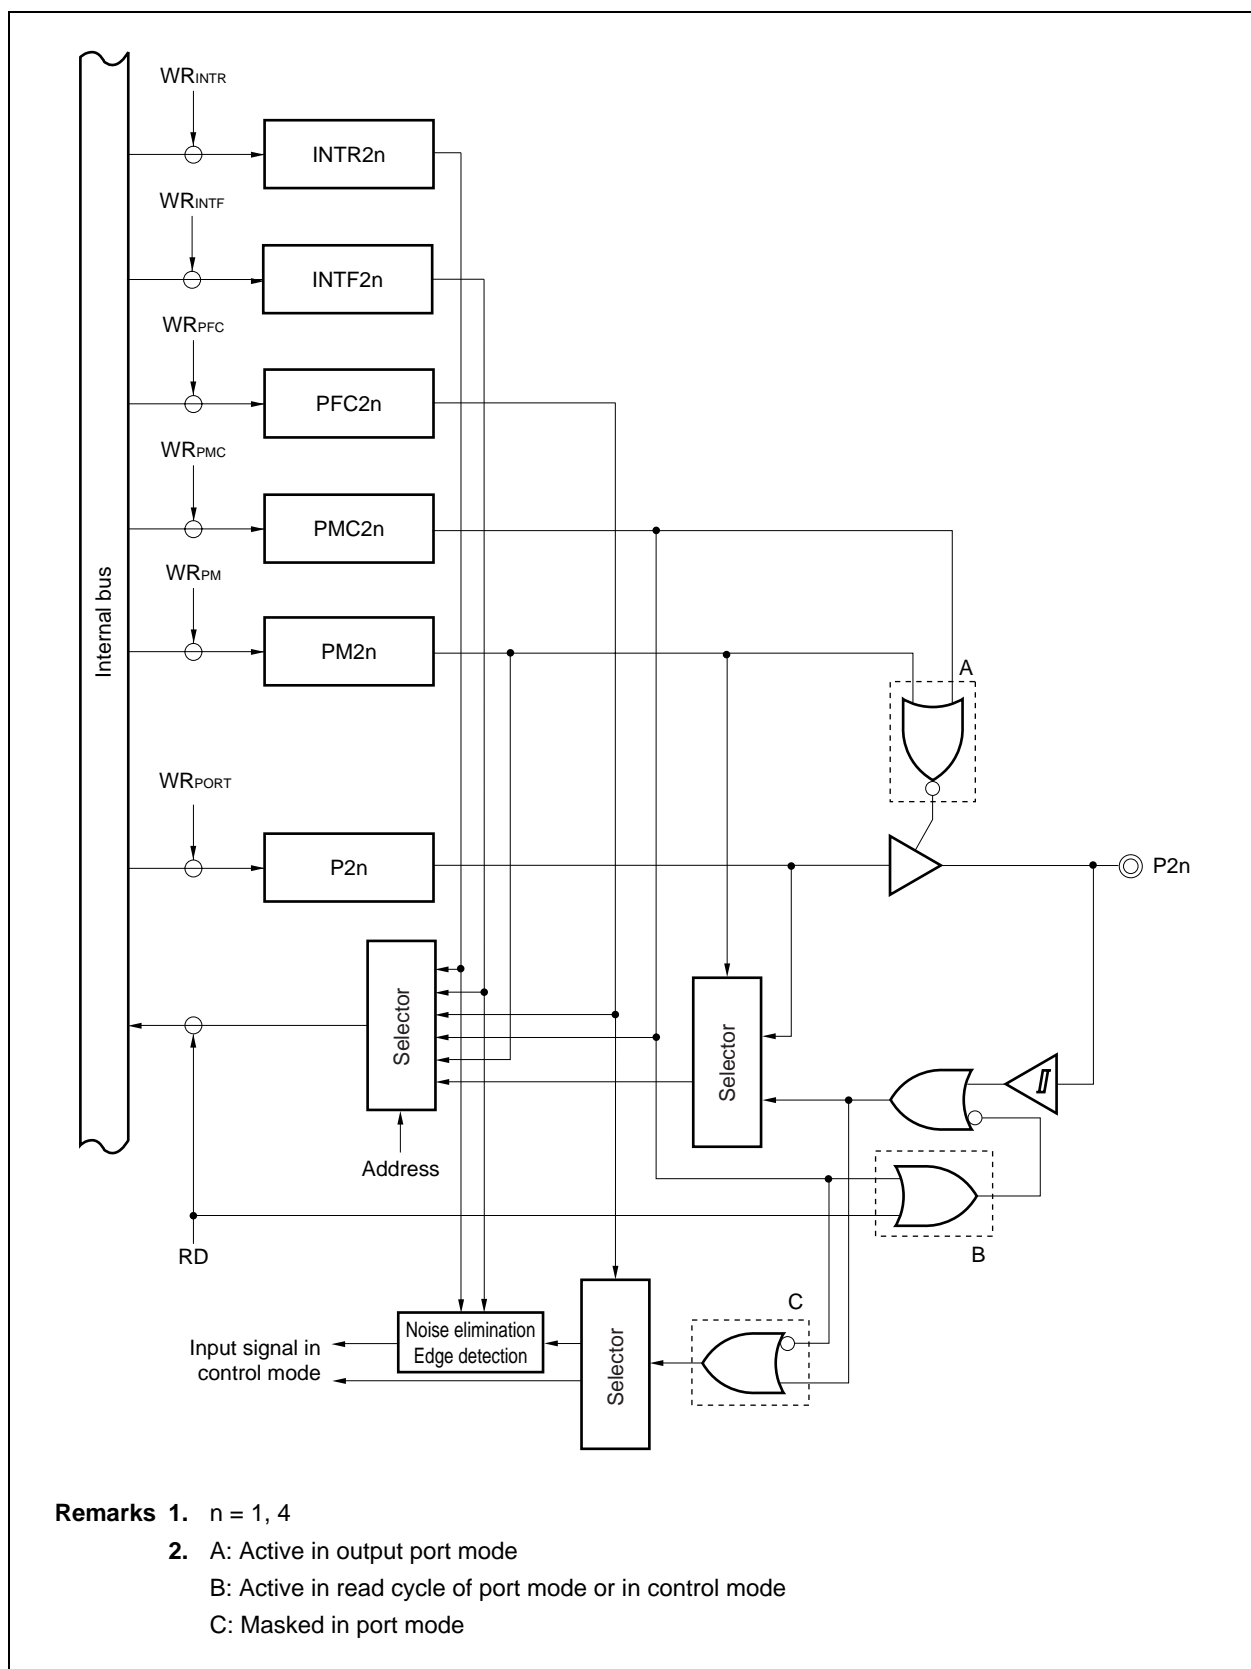 WRINTR
INTR2n
WRINTF
INTF2n
WRPFC
PFC2n
WRPMC
PMC2n
WRPM
PM2n
Internal bus
A
WRPORT
P2n
P2n
Selector
Selector
Address
RD
B
C
Noise elimination
Edge detection
Input signal in
control mode
Selector
Remarks 1. n = 1, 4
2. A: Active in output port mode
B: Active in read cycle of port mode or in control mode
C: Masked in port mode